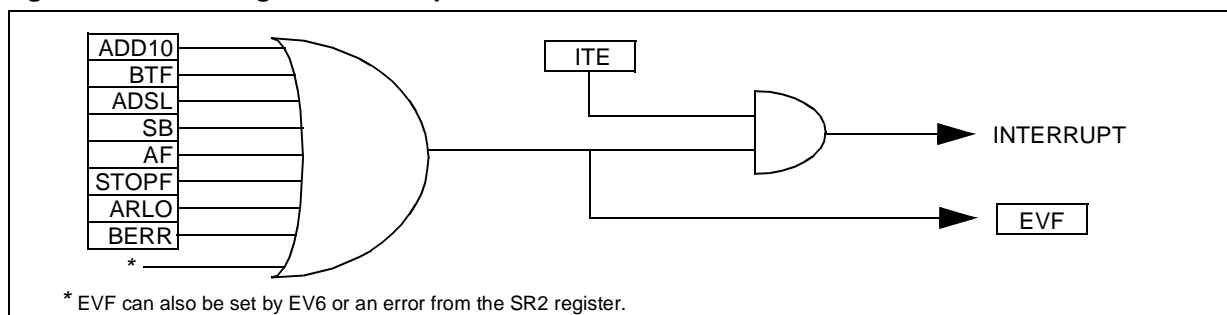 ADD10
BTF
ADSL
SB
AF
STOPF
ARLO
BERR
*
ITE
INTERRUPT
EVF
* EVF can also be set by EV6 or an error from the SR2 register.